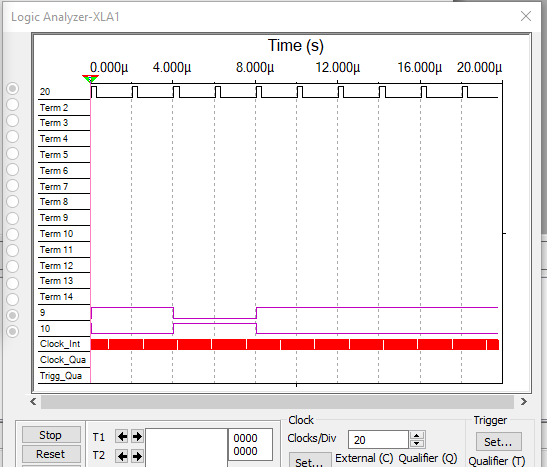 Logic Analyzer-XLA1
Time (s)
0.000µ 4.000µ 8.000µ 12.000µ 16.000µ 20.000µ
20
Term 2
Term 3
Term 4
Term 5
Term 6
Term 7
Term 8
Term 9
Term 10
Term 11
Term 12
Term 13
Term 14
9
10
Clock_Int
Clock_Qua
Trigg_Qua
Stop
Reset
T1
T2
0000
0000
Clock
Clocks/Div 20
Set...
External (C) Qualifier (Q)
Trigger
Set...
Qualifier (T)